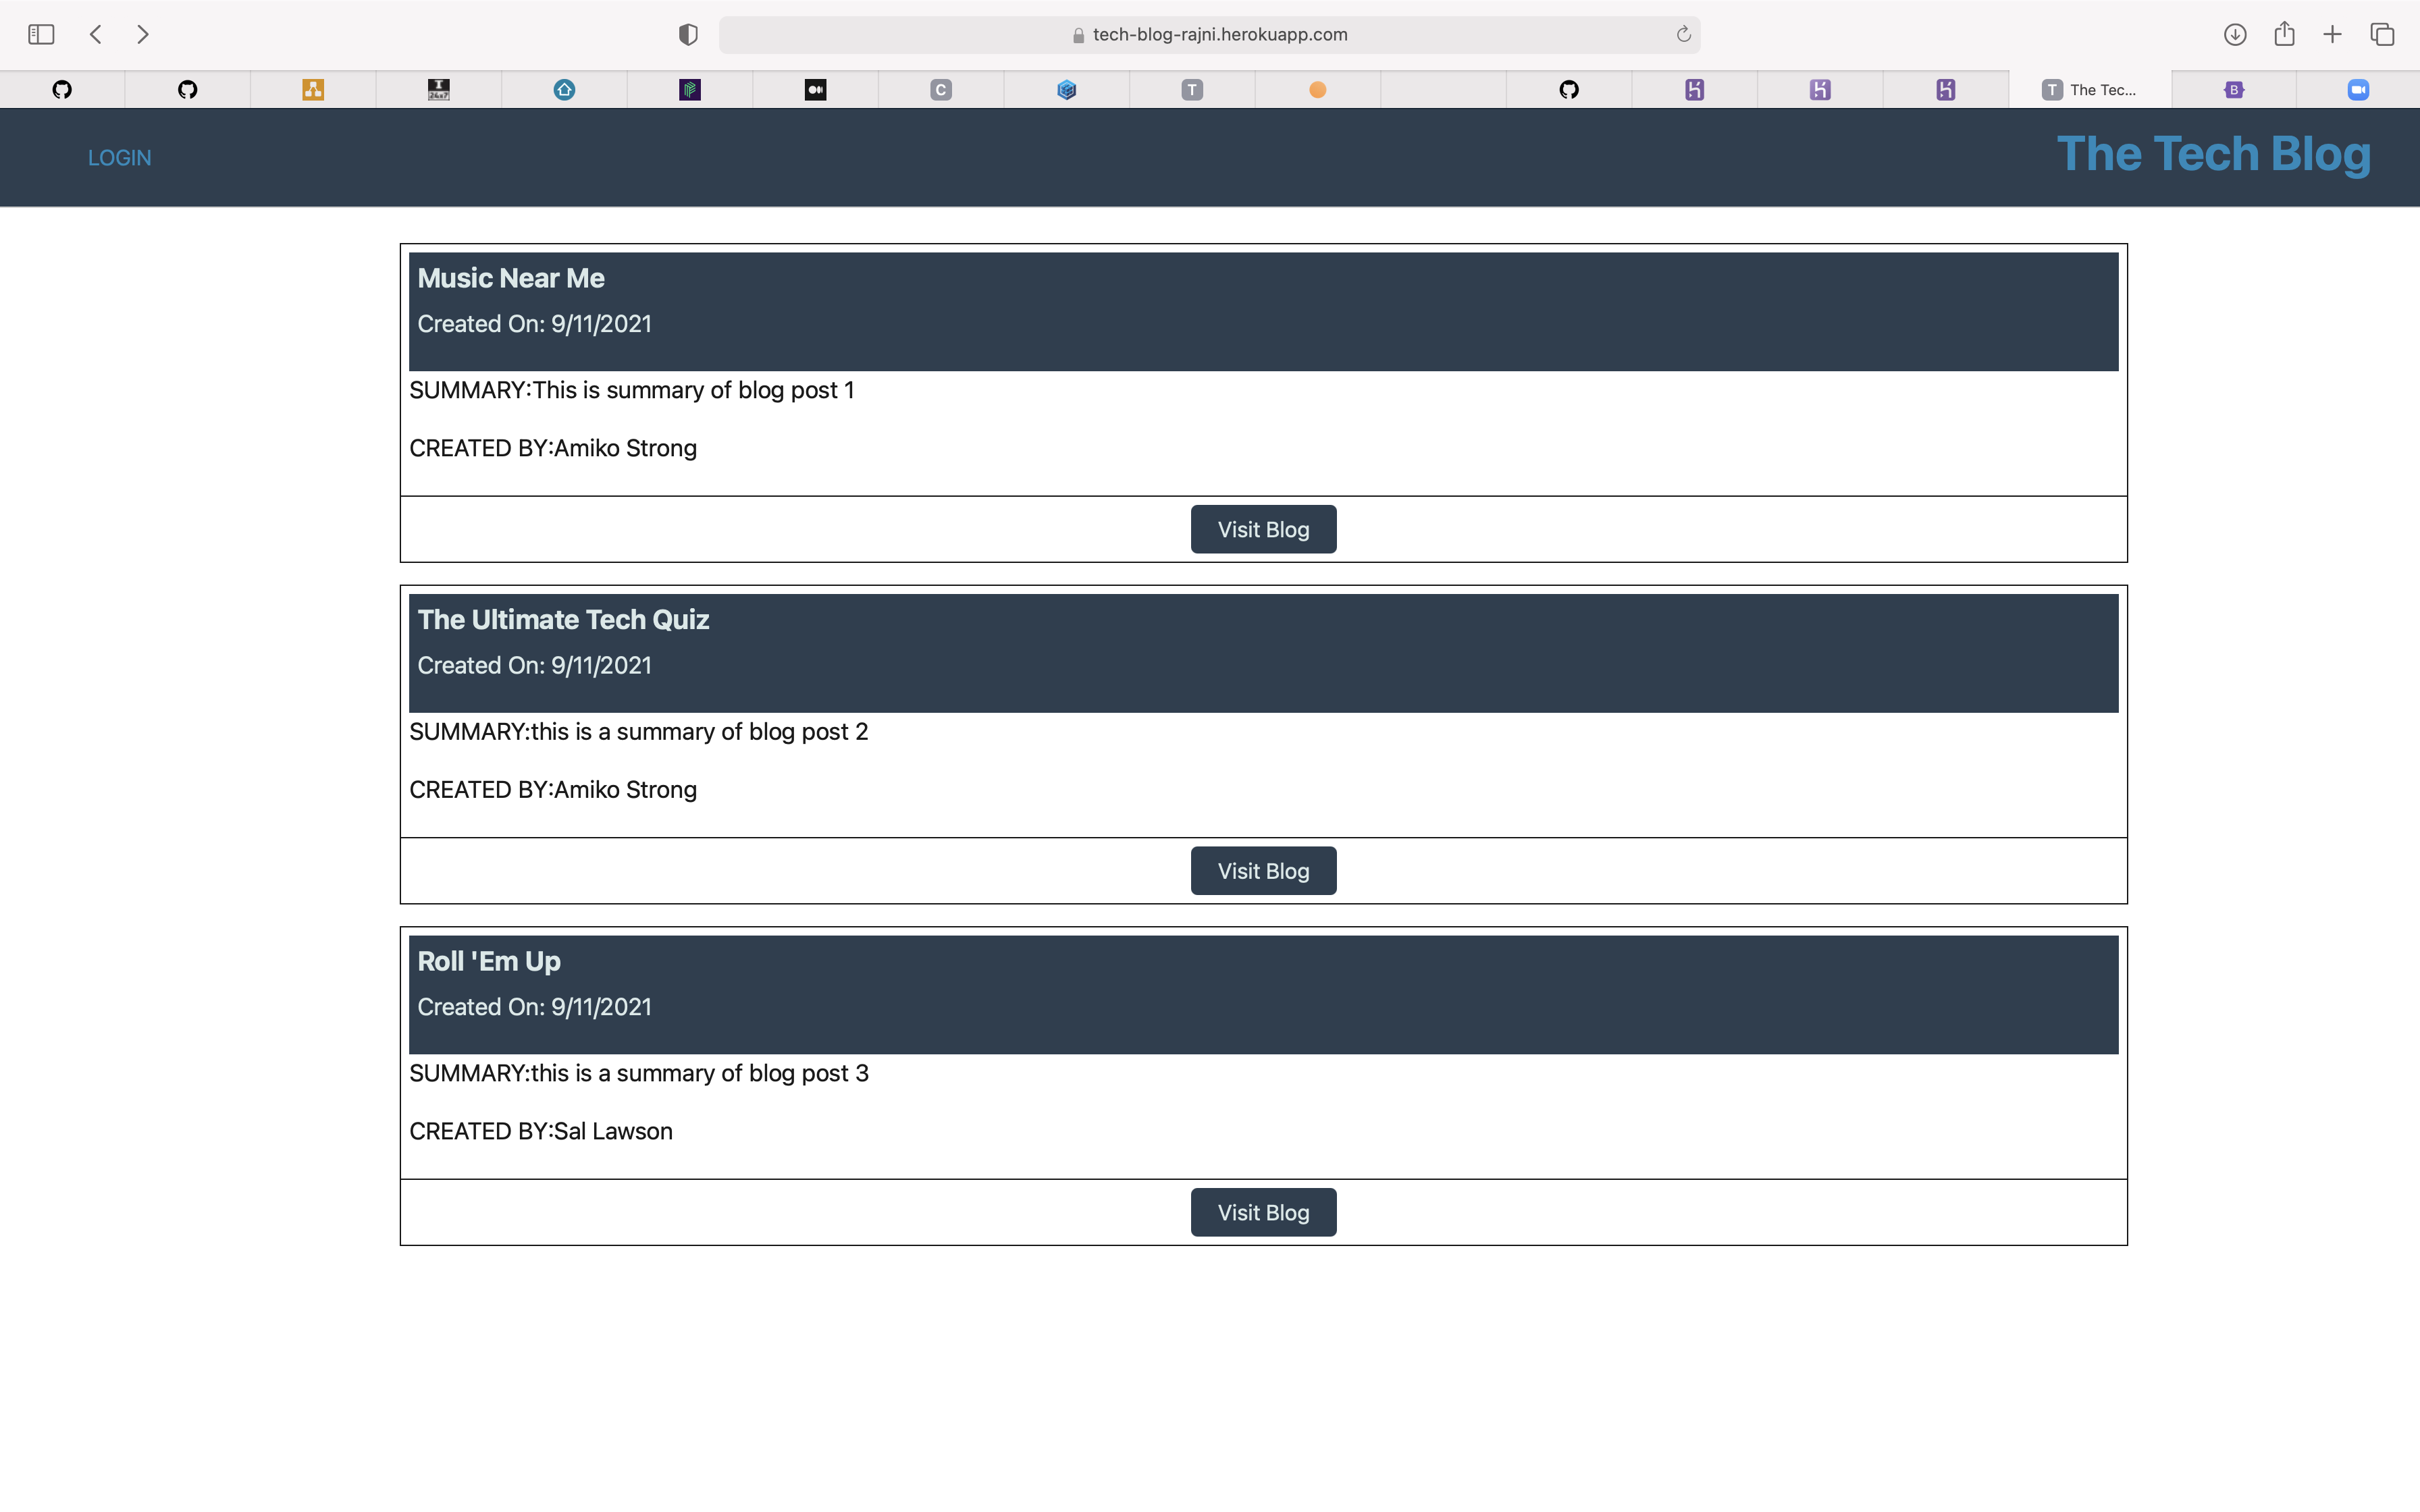 tech-blog-rajni.herokuapp.com
C
T
T The Tec...
B
LOGIN
The Tech Blog
Music Near Me
Created On: 9/11/2021
SUMMARY:This is summary of blog post 1
CREATED BY:Amiko Strong
Visit Blog
The Ultimate Tech Quiz
Created On: 9/11/2021
SUMMARY:this is a summary of blog post 2
CREATED BY:Amiko Strong
Visit Blog
Roll 'Em Up
Created On: 9/11/2021
SUMMARY:this is a summary of blog post 3
CREATED BY:Sal Lawson
Visit Blog